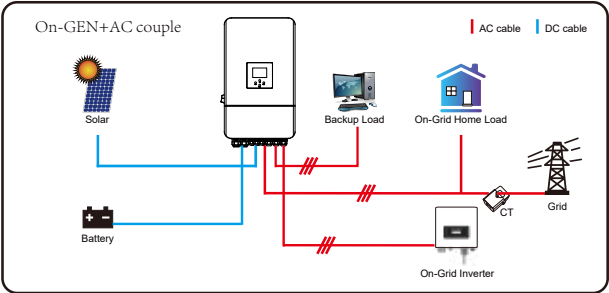 On-GEN+AC couple
AC cable
DC cable
Solar
Backup Load
On-Grid Home Load
CT
Grid
Battery
On-Grid Inverter